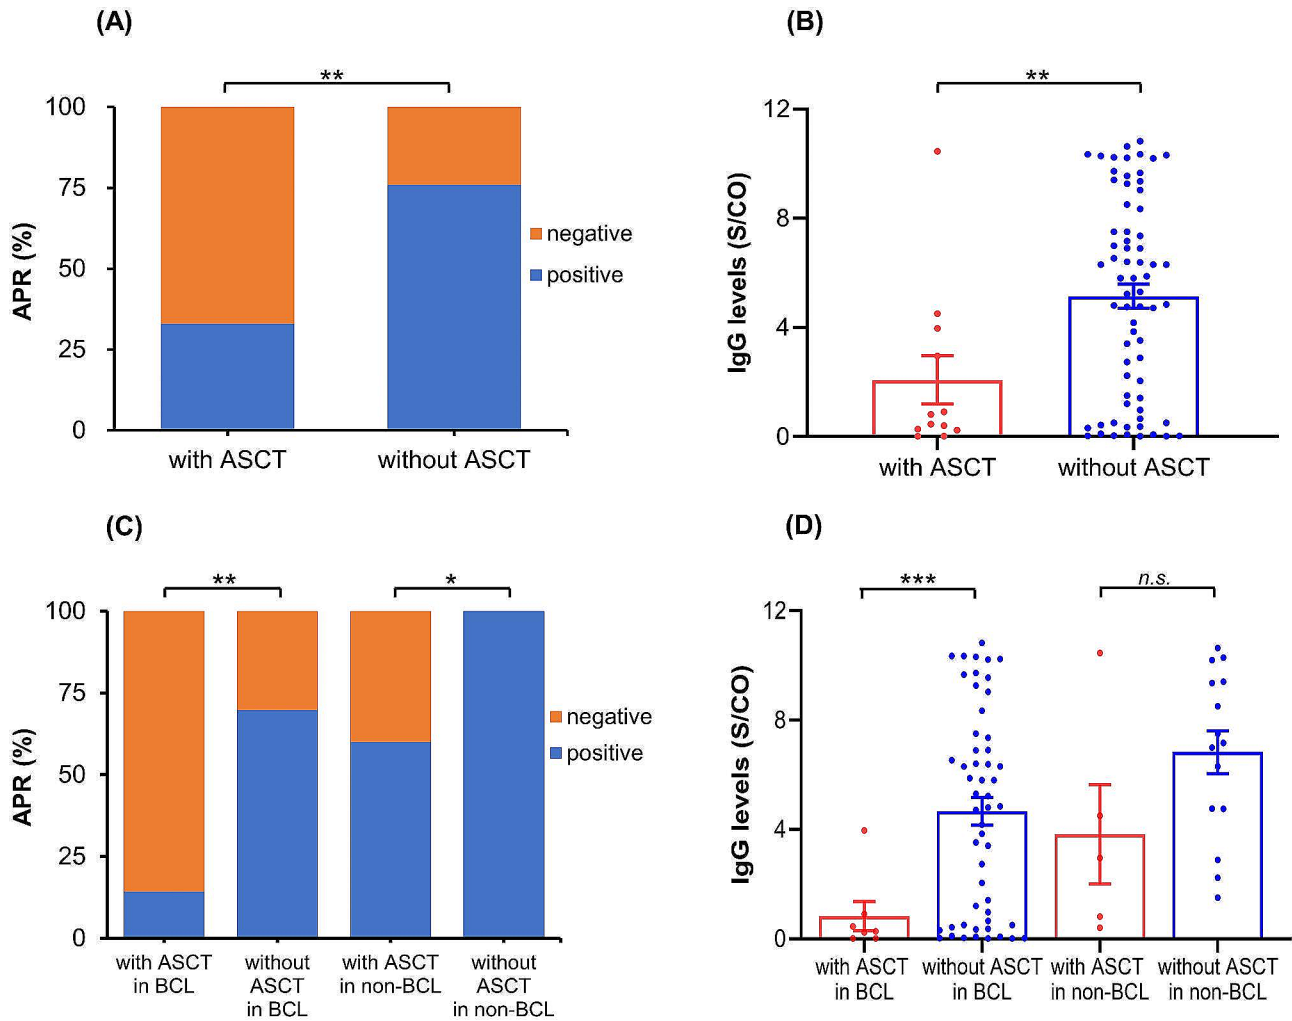 (A)
**
100
75
50
25
0
APR (%)
negative
positive
with ASCT
without ASCT
(B)
**
12
8
4
0
IgG levels (S/CO)
with ASCT
without ASCT
(C)
**
*
100
75
50
25
0
APR (%)
negative
positive
with ASCT
in BCL
without
ASCT
in BCL
with ASCT
in non-BCL
without
ASCT
in non-BCL
(D)
***
n.s.
12
8
4
0
IgG levels (S/CO)
with ASCT
in BCL
without ASCT
in BCL
with ASCT
in non-BCL
without ASCT
in non-BCL